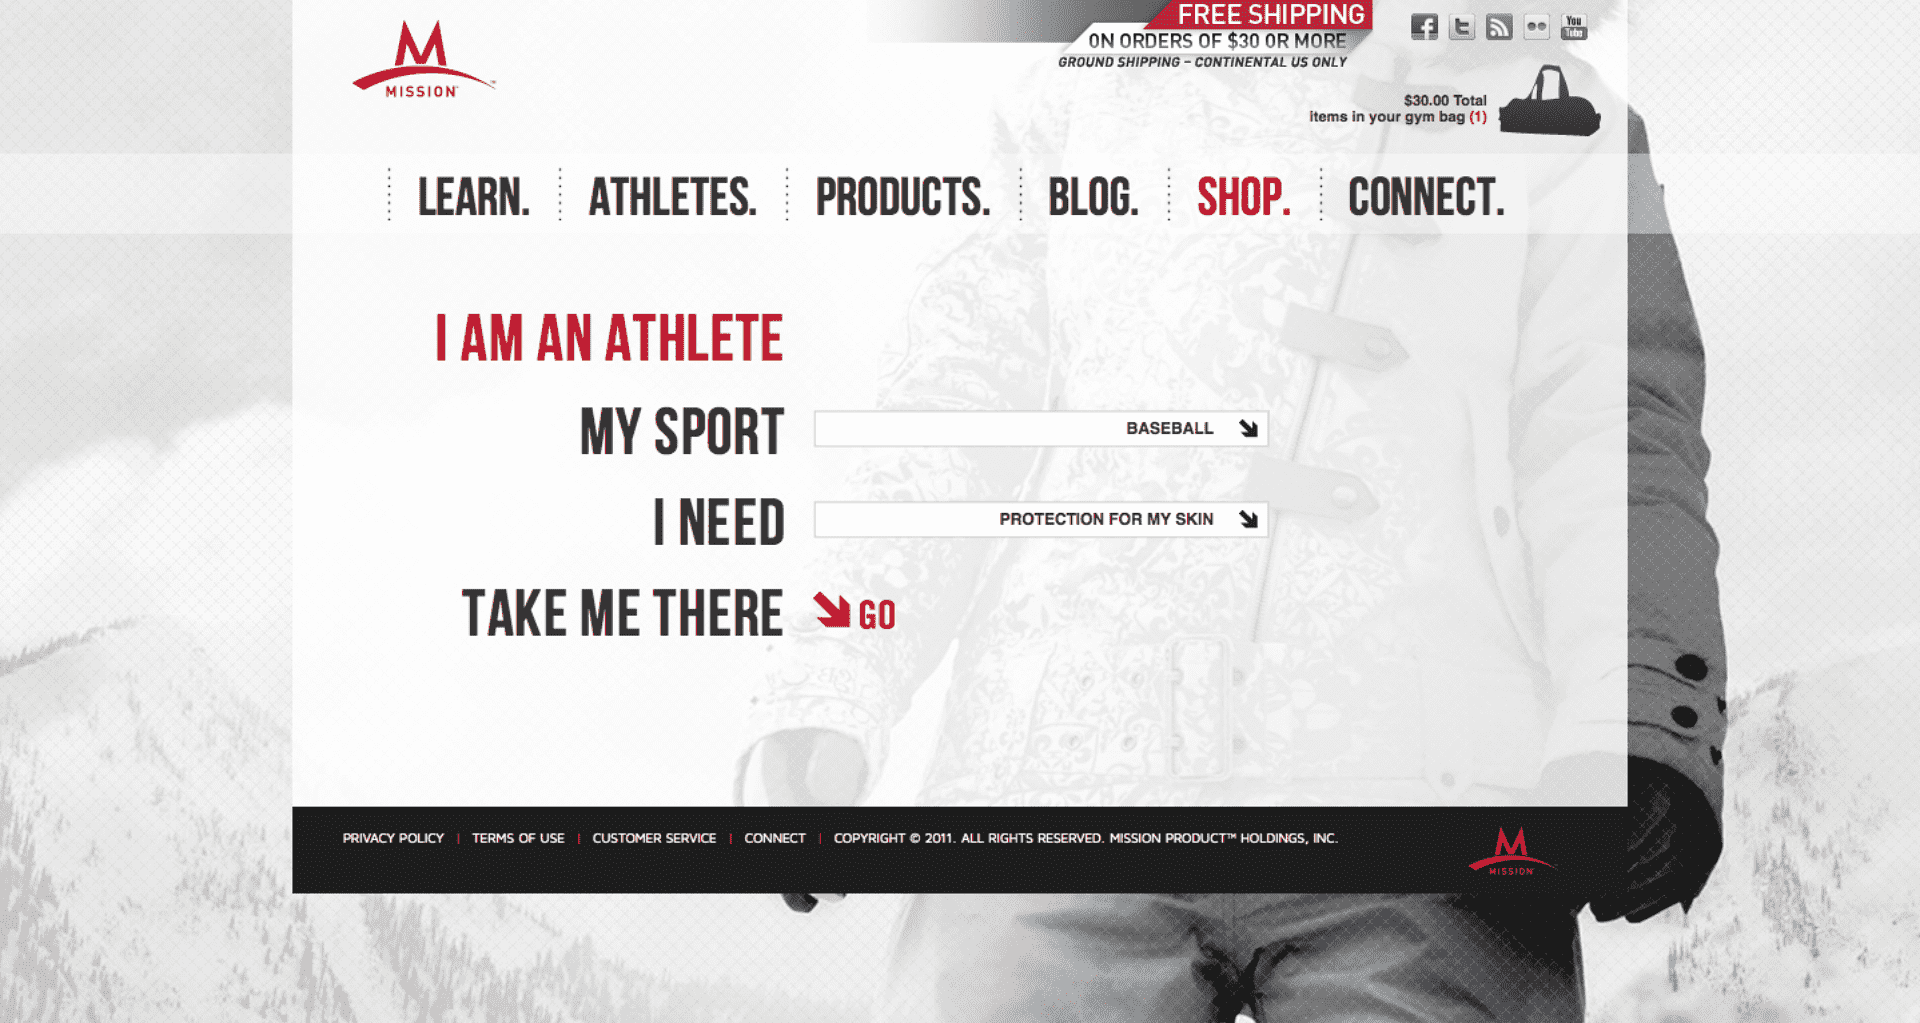 M
MISSION™
FREE SHIPPING
ON ORDERS OF $30 OR MORE
GROUND SHIPPING – CONTINENTAL US ONLY
You
Tube
$30.00 Total
items in your gym bag (1)
LEARN. ATHLETES. PRODUCTS. BLOG. SHOP. CONNECT.
I AM AN ATHLETE
MY SPORT BASEBALL
I NEED PROTECTION FOR MY SKIN
TAKE ME THERE GO
PRIVACY POLICY | TERMS OF USE | CUSTOMER SERVICE | CONNECT | COPYRIGHT © 2011. ALL RIGHTS RESERVED. MISSION PRODUCT™ HOLDINGS, INC.
M
MISSION